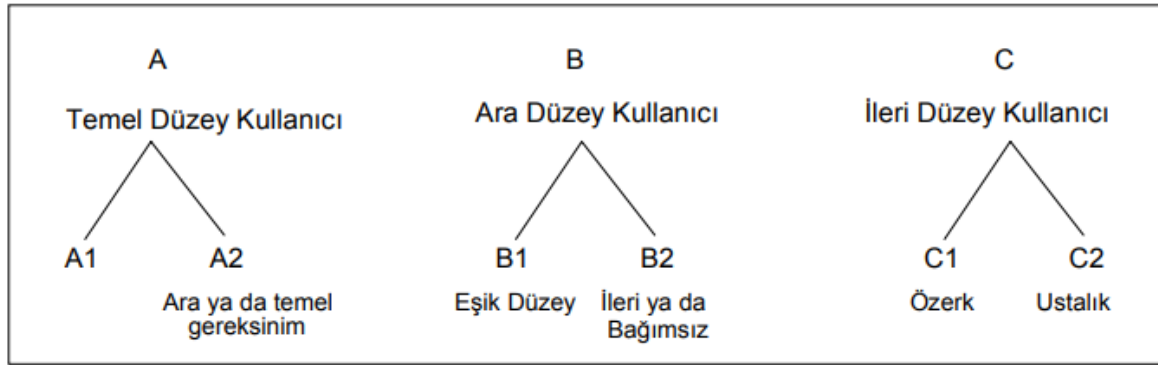 A
B
C
Temel Düzey Kullanıcı
Ara Düzey Kullanıcı
İleri Düzey Kullanıcı
A1
A2
B1
B2
C1
C2
Ara ya da temel
gereksinim
Eşik Düzey
İleri ya da
Bağımsız
Özerk
Ustalık